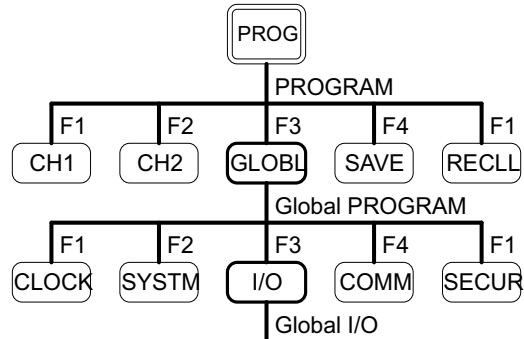 PROG
PROGRAM
F1 F2 F3 F4 F1
CH1 CH2 GLOBL SAVE RECLL
Global PROGRAM
F1 F2 F3 F4 F1
CLOCK SYSTM I/O COMM SECUR
Global I/O